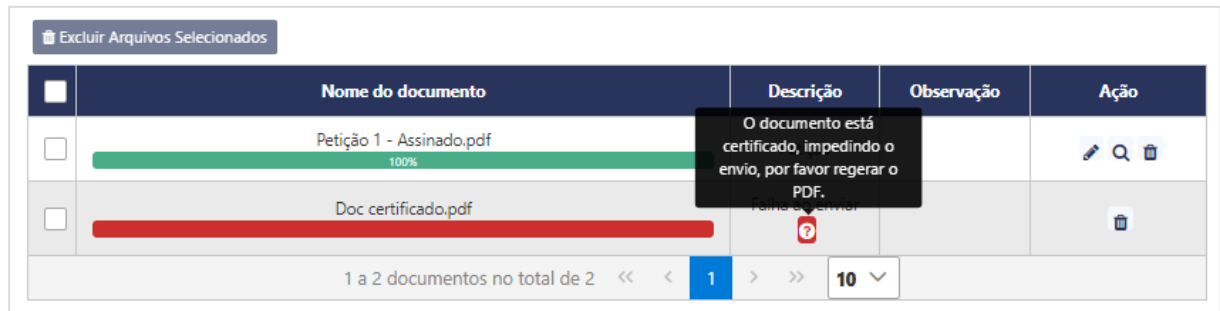 Excluir Arquivos Selecionados
Nome do documento Descrição Observação Ação
Petição 1 - Assinado.pdf
100%
O documento está
certificado, impedindo o
envio, por favor regerar o
PDF.
Doc certificado.pdf
Falha ao enviar
?
1 a 2 documentos no total de 2 << < 1 > >> 10